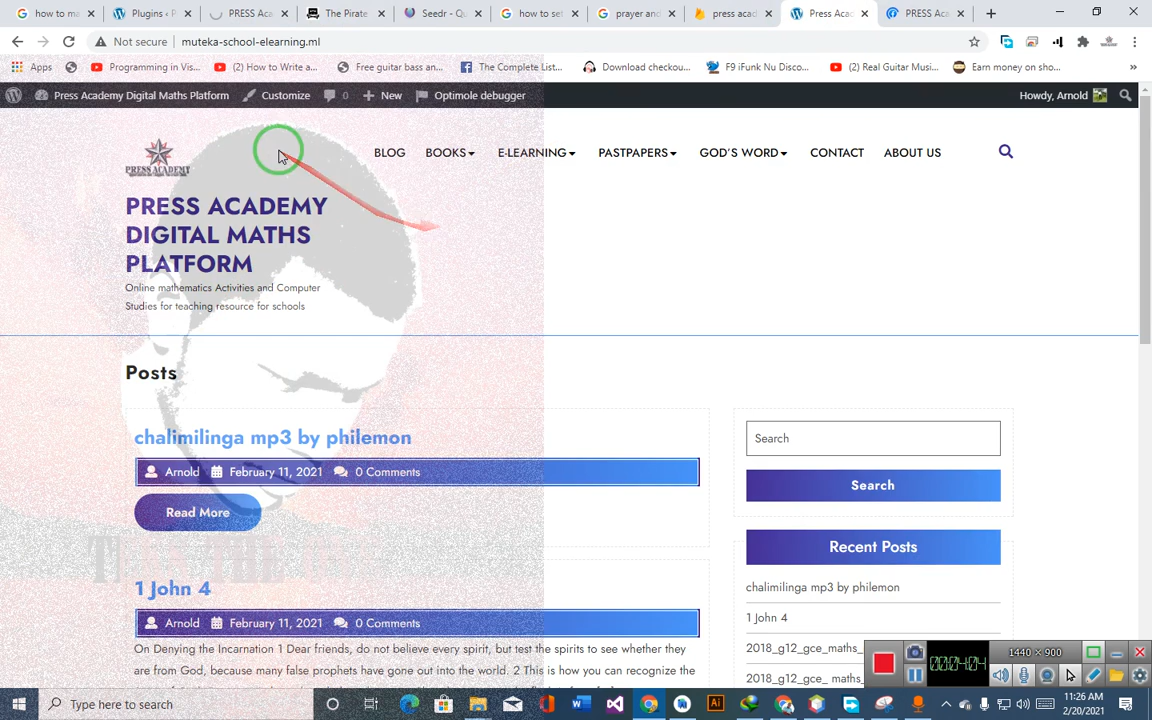 how to ma
Plugins ‹ P
PRESS Aca
The Pirate
Seedr - Qu
how to se
prayer and
press acad
Press Aca
PRESS Aca
Not secure
muteka-school-elearning.ml
Apps
Programming in Vis...
(2) How to Write a...
Free guitar bass an...
The Complete List...
Download checkou...
F9 iFunk Nu Disco...
(2) Real Guitar Musi...
Earn money on sho...
Press Academy Digital Maths Platform
Customize
0
New
Optimole debugger
Howdy, Arnold
PRESS ACADEMY
BLOG
BOOKS
E-LEARNING
PASTPAPERS
GOD'S WORD
CONTACT
ABOUT US
PRESS ACADEMY
DIGITAL MATHS
PLATFORM
Online mathematics Activities and Computer
Studies for teaching resource for schools
Posts
chalimilinga mp3 by philemon
Arnold
February 11, 2021
0 Comments
Read More
1 John 4
Arnold
February 11, 2021
0 Comments
On Denying the Incarnation 1 Dear friends, do not believe every spirit, but test the spirits to see whether they
are from God, because many false prophets have gone out into the world. 2 This is how you can recognize the
Search
Search
Recent Posts
chalimilinga mp3 by philemon
1 John 4
2018_g12_gce_maths_
2018_g12_gce_ maths_
1440 × 900
00:04:04
Type here to search
11:26 AM
2/20/2021